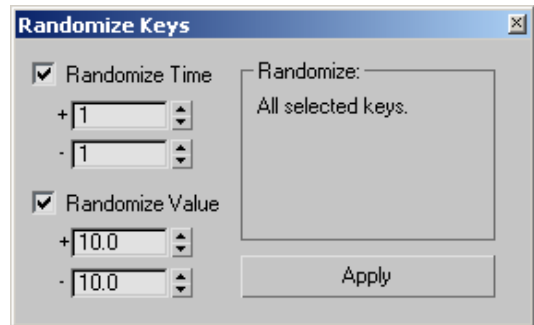 Randomize Keys
Randomize Time
+ 1
- 1
Randomize Value
+ 10.0
- 10.0
Randomize:
All selected keys.
Apply